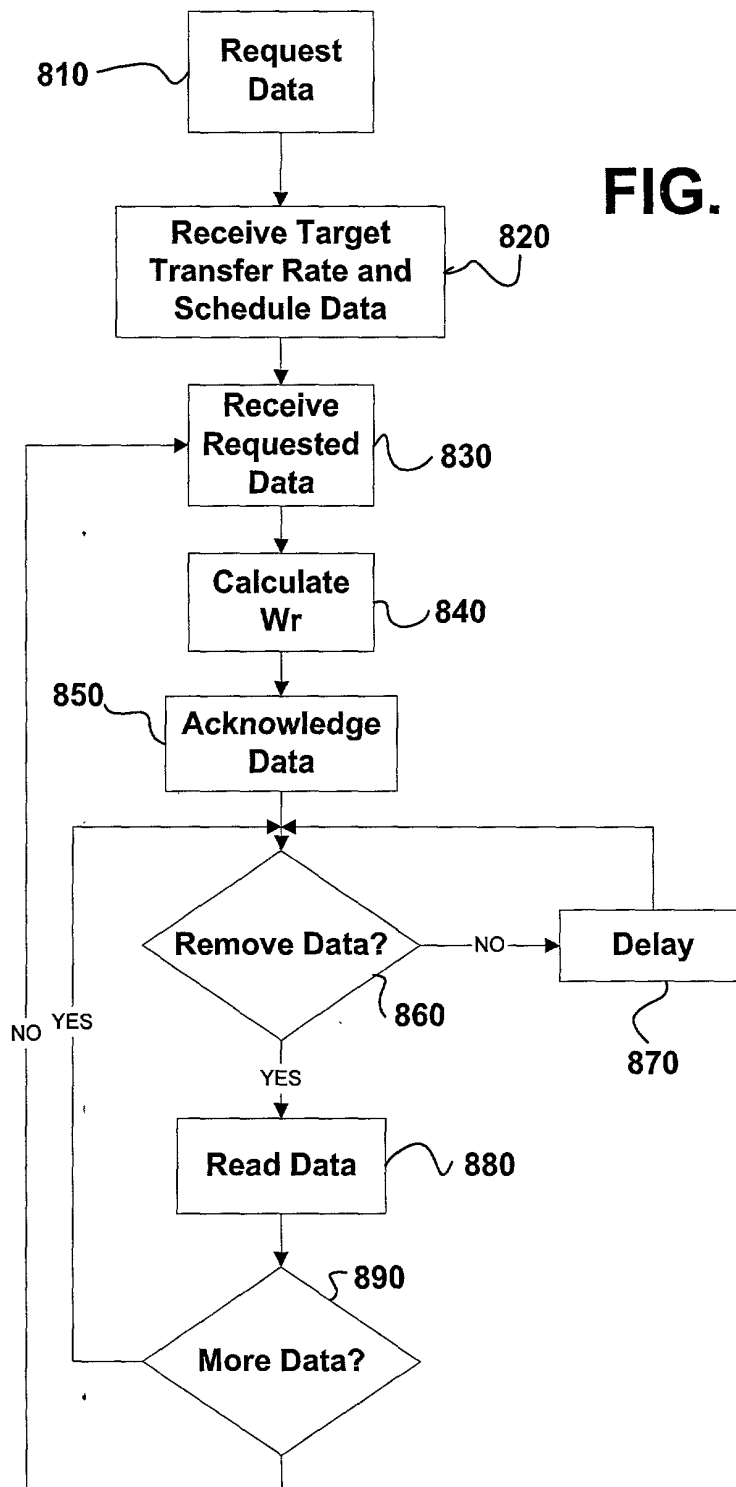 810
Request
Data
FIG.
Receive Target
Transfer Rate and
Schedule Data
820
Receive
Requested
Data
830
Calculate
Wr
840
850
Acknowledge
Data
Remove Data?
NO
Delay
860
870
NO
YES
YES
Read Data
880
890
More Data?